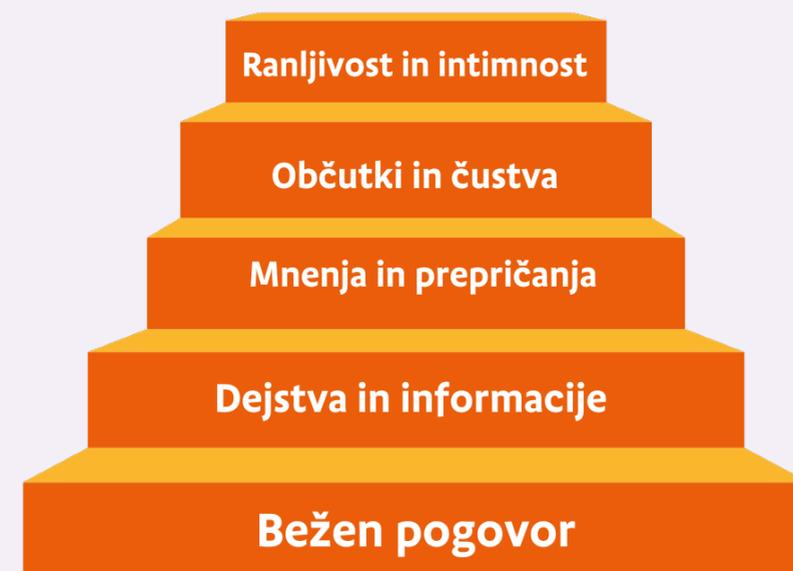 Ranljivost in intimnost
Občutki in čustva
Mnenja in prepričanja
Dejstva in informacije
Bežen pogovor